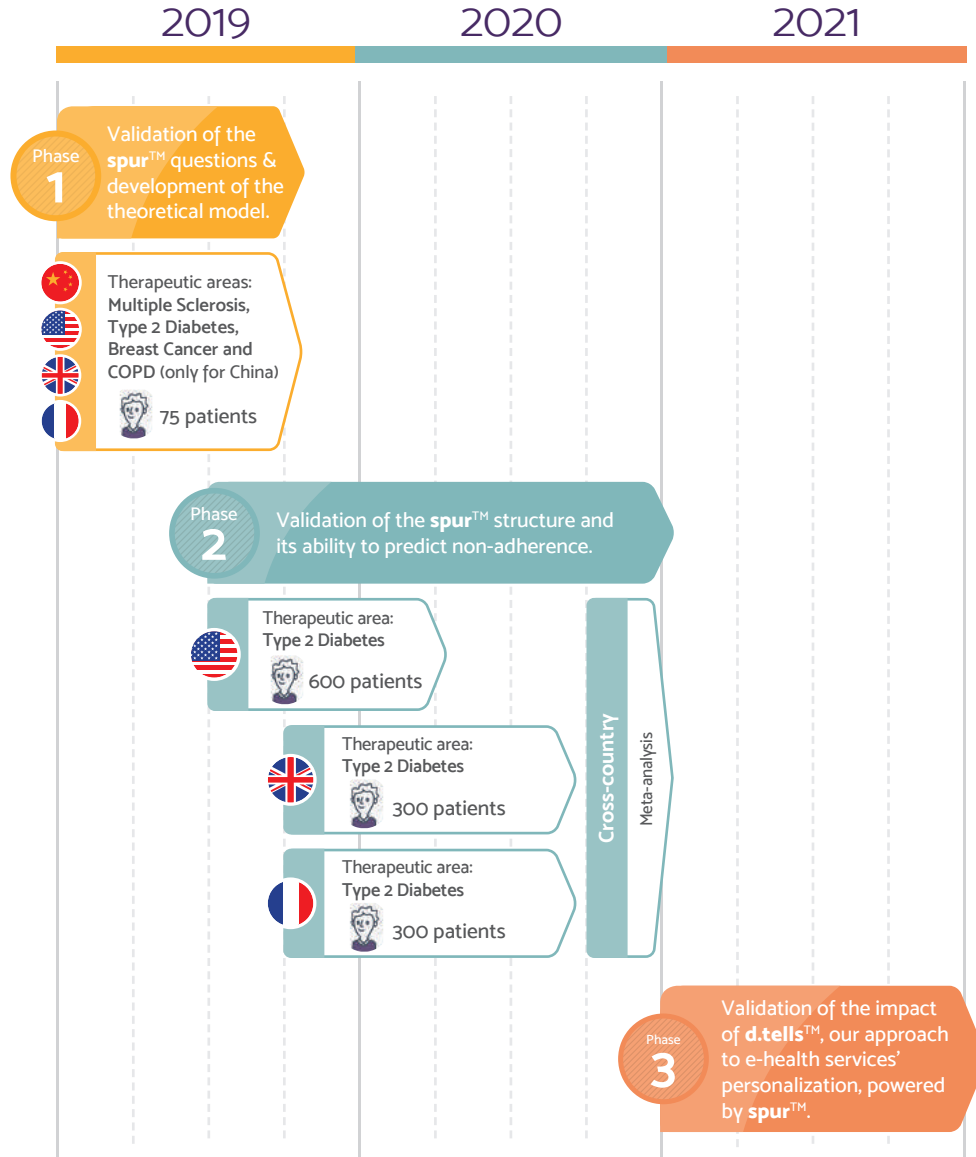 2019
2020
2021
Phase
1
Validation of the
spur™ questions &
development of the
theoretical model.
Therapeutic areas:
Multiple Sclerosis,
Type 2 Diabetes,
Breast Cancer and
COPD (only for China)
75 patients
Phase
2
Validation of the spur™ structure and
its ability to predict non-adherence.
Therapeutic area:
Type 2 Diabetes
600 patients
Therapeutic area:
Type 2 Diabetes
300 patients
Therapeutic area:
Type 2 Diabetes
300 patients
Cross-country
Meta-analysis
Phase
3
Validation of the impact
of d.tells™, our approach
to e-health services’
personalization, powered
by spur™.